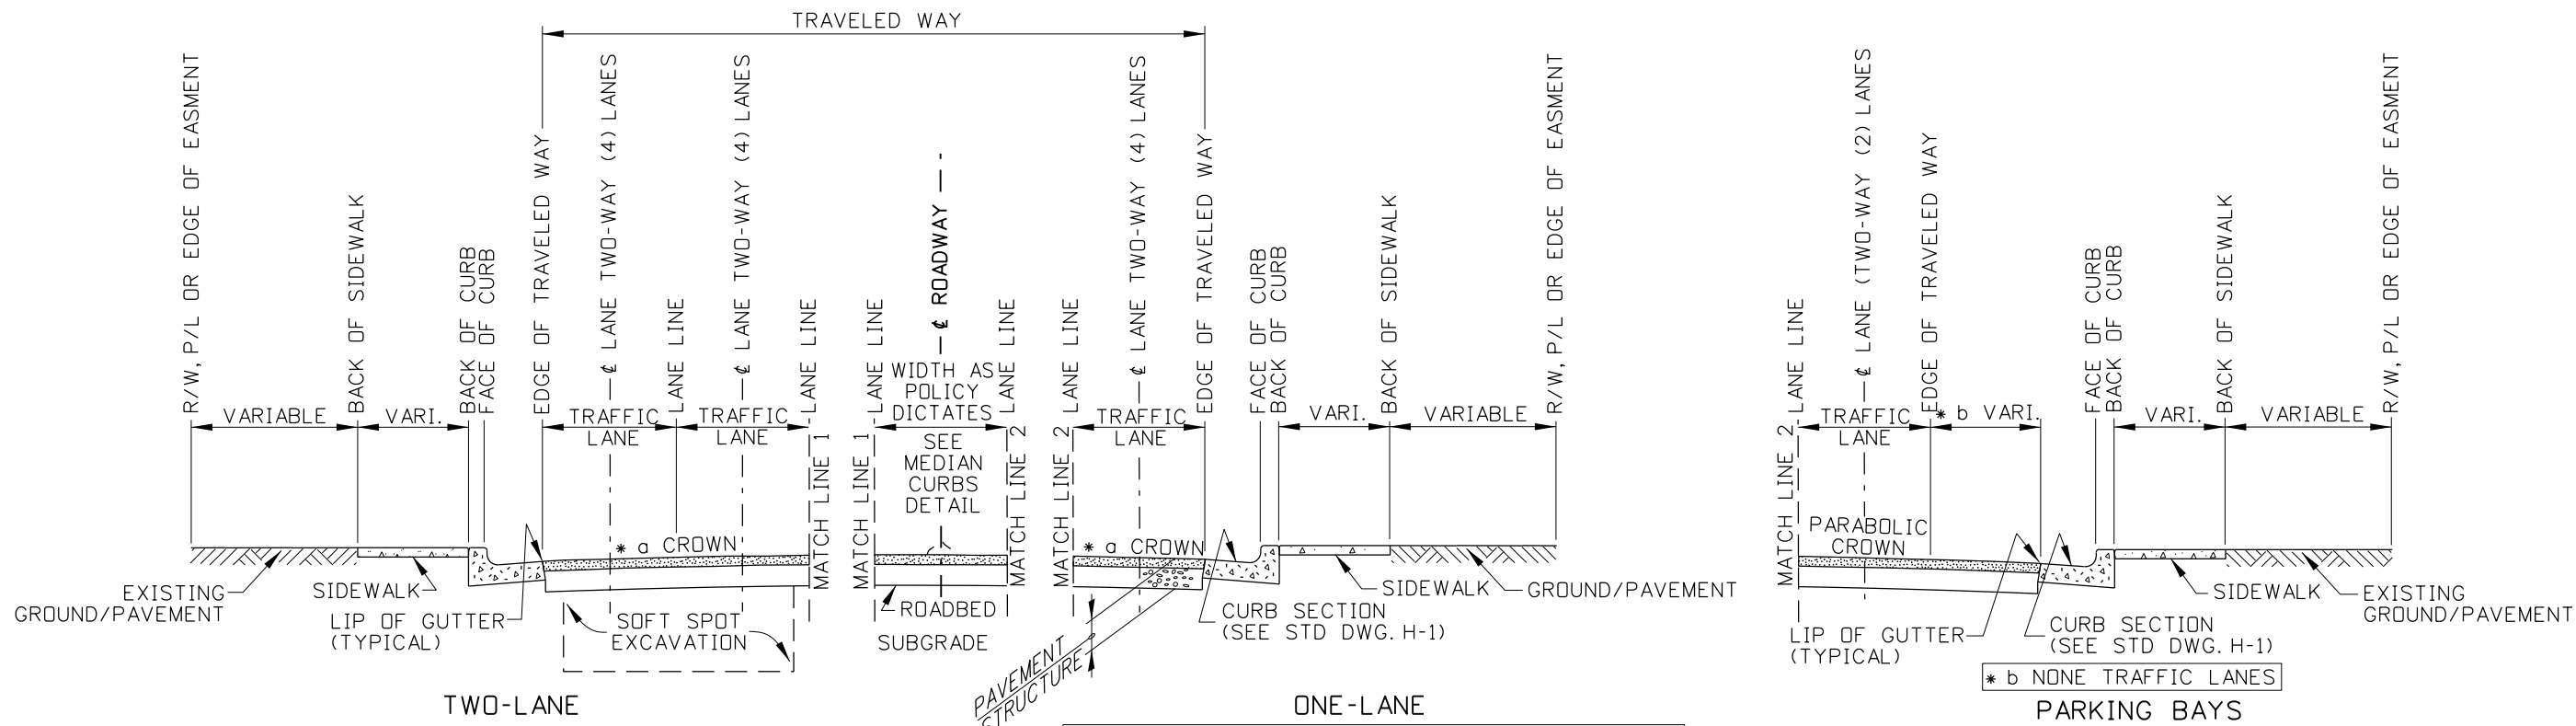 TRAVELED WAY
R/W, P/L OR EDGE OF EASMENT
BACK OF SIDEWALK
BACK OF CURB
FACE OF CURB
EDGE OF TRAVELED WAY
℄ LANE TWO-WAY (4) LANES
LANE LINE
℄ LANE TWO-WAY (4) LANES
LANE LINE
MATCH LINE 1
LANE LINE
MATCH LINE 1
℄ ROADWAY
LANE LINE
MATCH LINE 2
LANE LINE
MATCH LINE 2
℄ LANE TWO-WAY (4) LANES
EDGE OF TRAVELED WAY
FACE OF CURB
BACK OF CURB
BACK OF SIDEWALK
R/W, P/L OR EDGE OF EASMENT
LANE LINE
MATCH LINE 2
℄ LANE (TWO-WAY (2) LANES
EDGE OF TRAVELED WAY
FACE OF CURB
BACK OF CURB
BACK OF SIDEWALK
R/W, P/L OR EDGE OF EASMENT
VARIABLE
VARI.
TRAFFIC
LANE
TRAFFIC
LANE
WIDTH AS
POLICY
DICTATES
SEE
MEDIAN
CURBS
DETAIL
TRAFFIC
LANE
VARI.
VARIABLE
TRAFFIC
LANE
* b VARI.
VARI.
VARIABLE
* a CROWN
* a CROWN
PARABOLIC
CROWN
EXISTING
GROUND/PAVEMENT
SIDEWALK
LIP OF GUTTER
(TYPICAL)
SOFT SPOT
EXCAVATION
ROADBED
SUBGRADE
PAVEMENT
STRUCTURE
CURB SECTION
(SEE STD DWG. H-1)
SIDEWALK
GROUND/PAVEMENT
LIP OF GUTTER
(TYPICAL)
CURB SECTION
(SEE STD DWG. H-1)
SIDEWALK
EXISTING
GROUND/PAVEMENT
* b NONE TRAFFIC LANES
TWO-LANE
ONE-LANE
PARKING BAYS